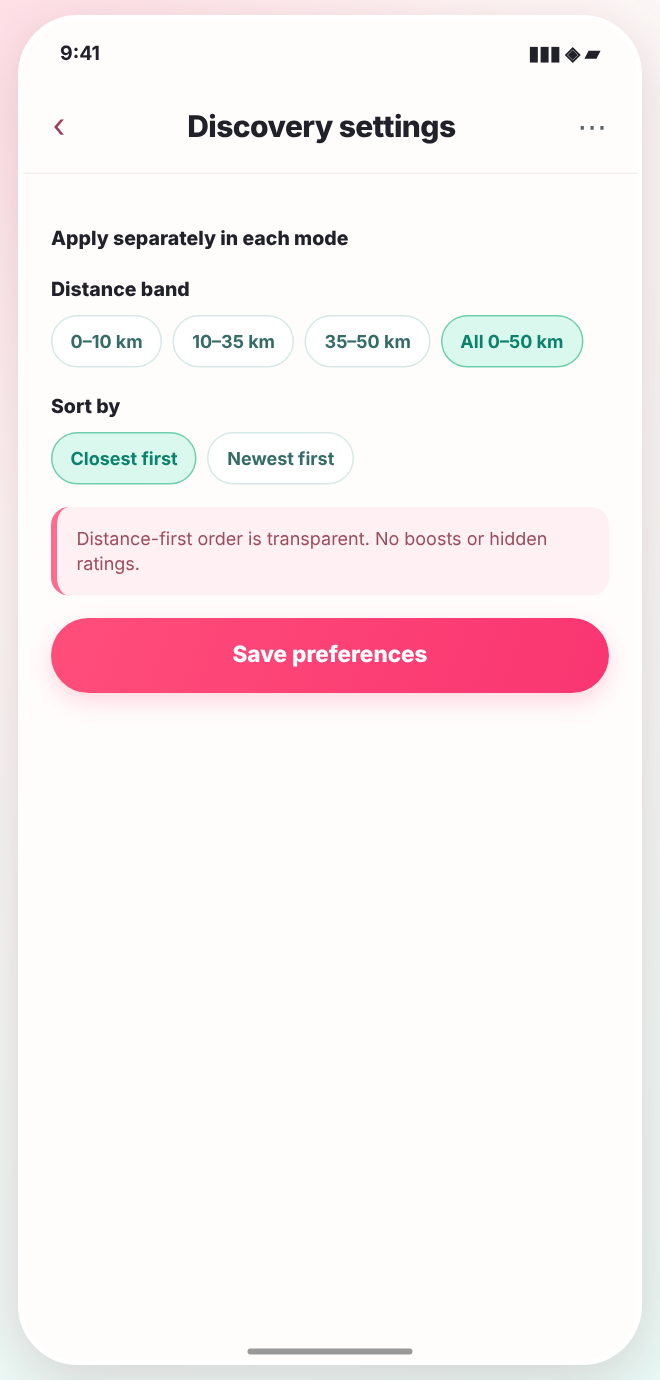 9:41
Discovery settings
Apply separately in each mode
Distance band
0–10 km 10–35 km 35–50 km All 0–50 km
Sort by
Closest first Newest first
Distance-first order is transparent. No boosts or hidden
ratings.
Save preferences